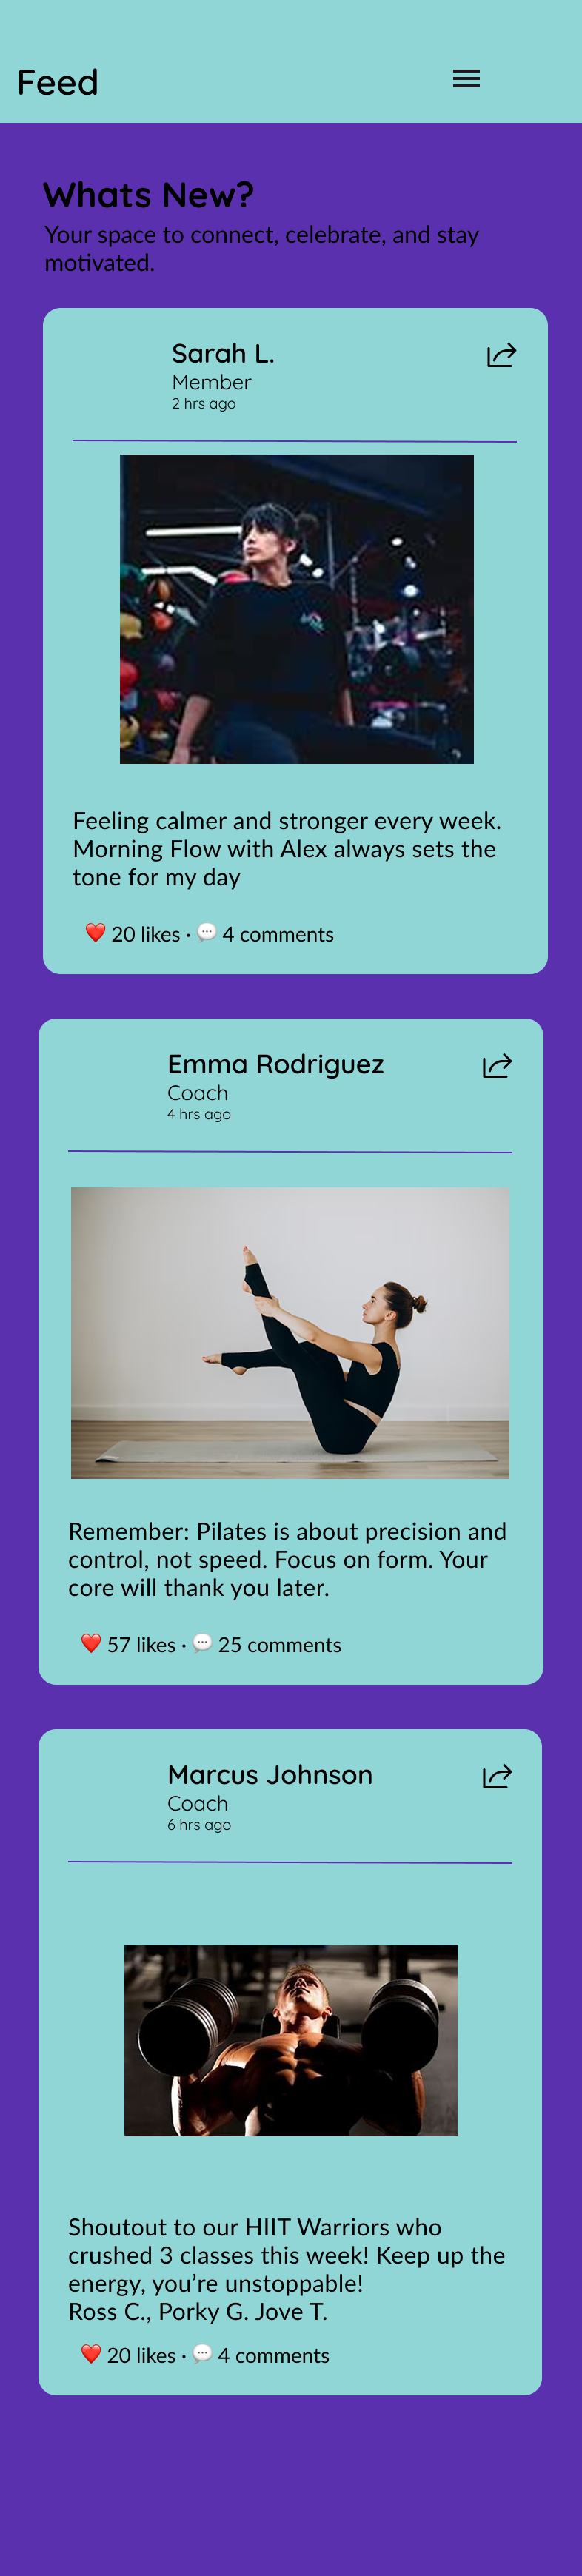 Feed
Whats New?
Your space to connect, celebrate, and stay
motivated.
Sarah L.
Member
2 hrs ago
Feeling calmer and stronger every week.
Morning Flow with Alex always sets the
tone for my day
❤️ 20 likes · 💬 4 comments
Emma Rodriguez
Coach
4 hrs ago
Remember: Pilates is about precision and
control, not speed. Focus on form. Your
core will thank you later.
❤️ 57 likes · 💬 25 comments
Marcus Johnson
Coach
6 hrs ago
Shoutout to our HIIT Warriors who
crushed 3 classes this week! Keep up the
energy, you’re unstoppable!
Ross C., Porky G. Jove T.
❤️ 20 likes · 💬 4 comments